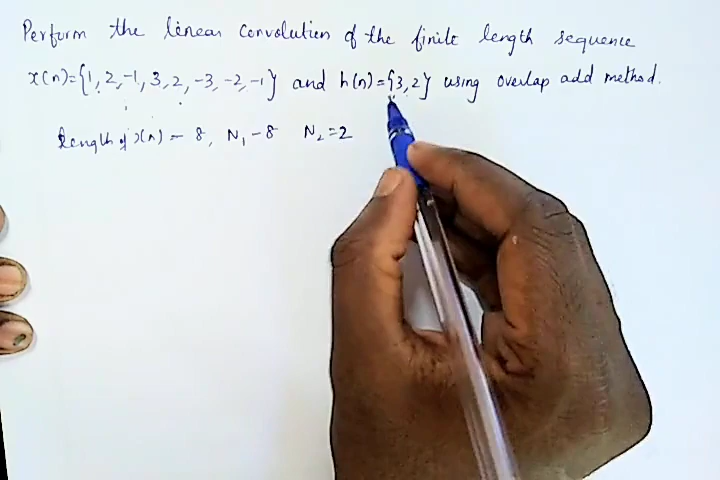 Perform the linear convolution of the finite length sequence
x(n)={1, 2, -1, 3, 2, -3, -2, -1} and h(n)={3, 2} using overlap add method.
Length of x(n) - 8, N₁ - 8 N₂ = 2